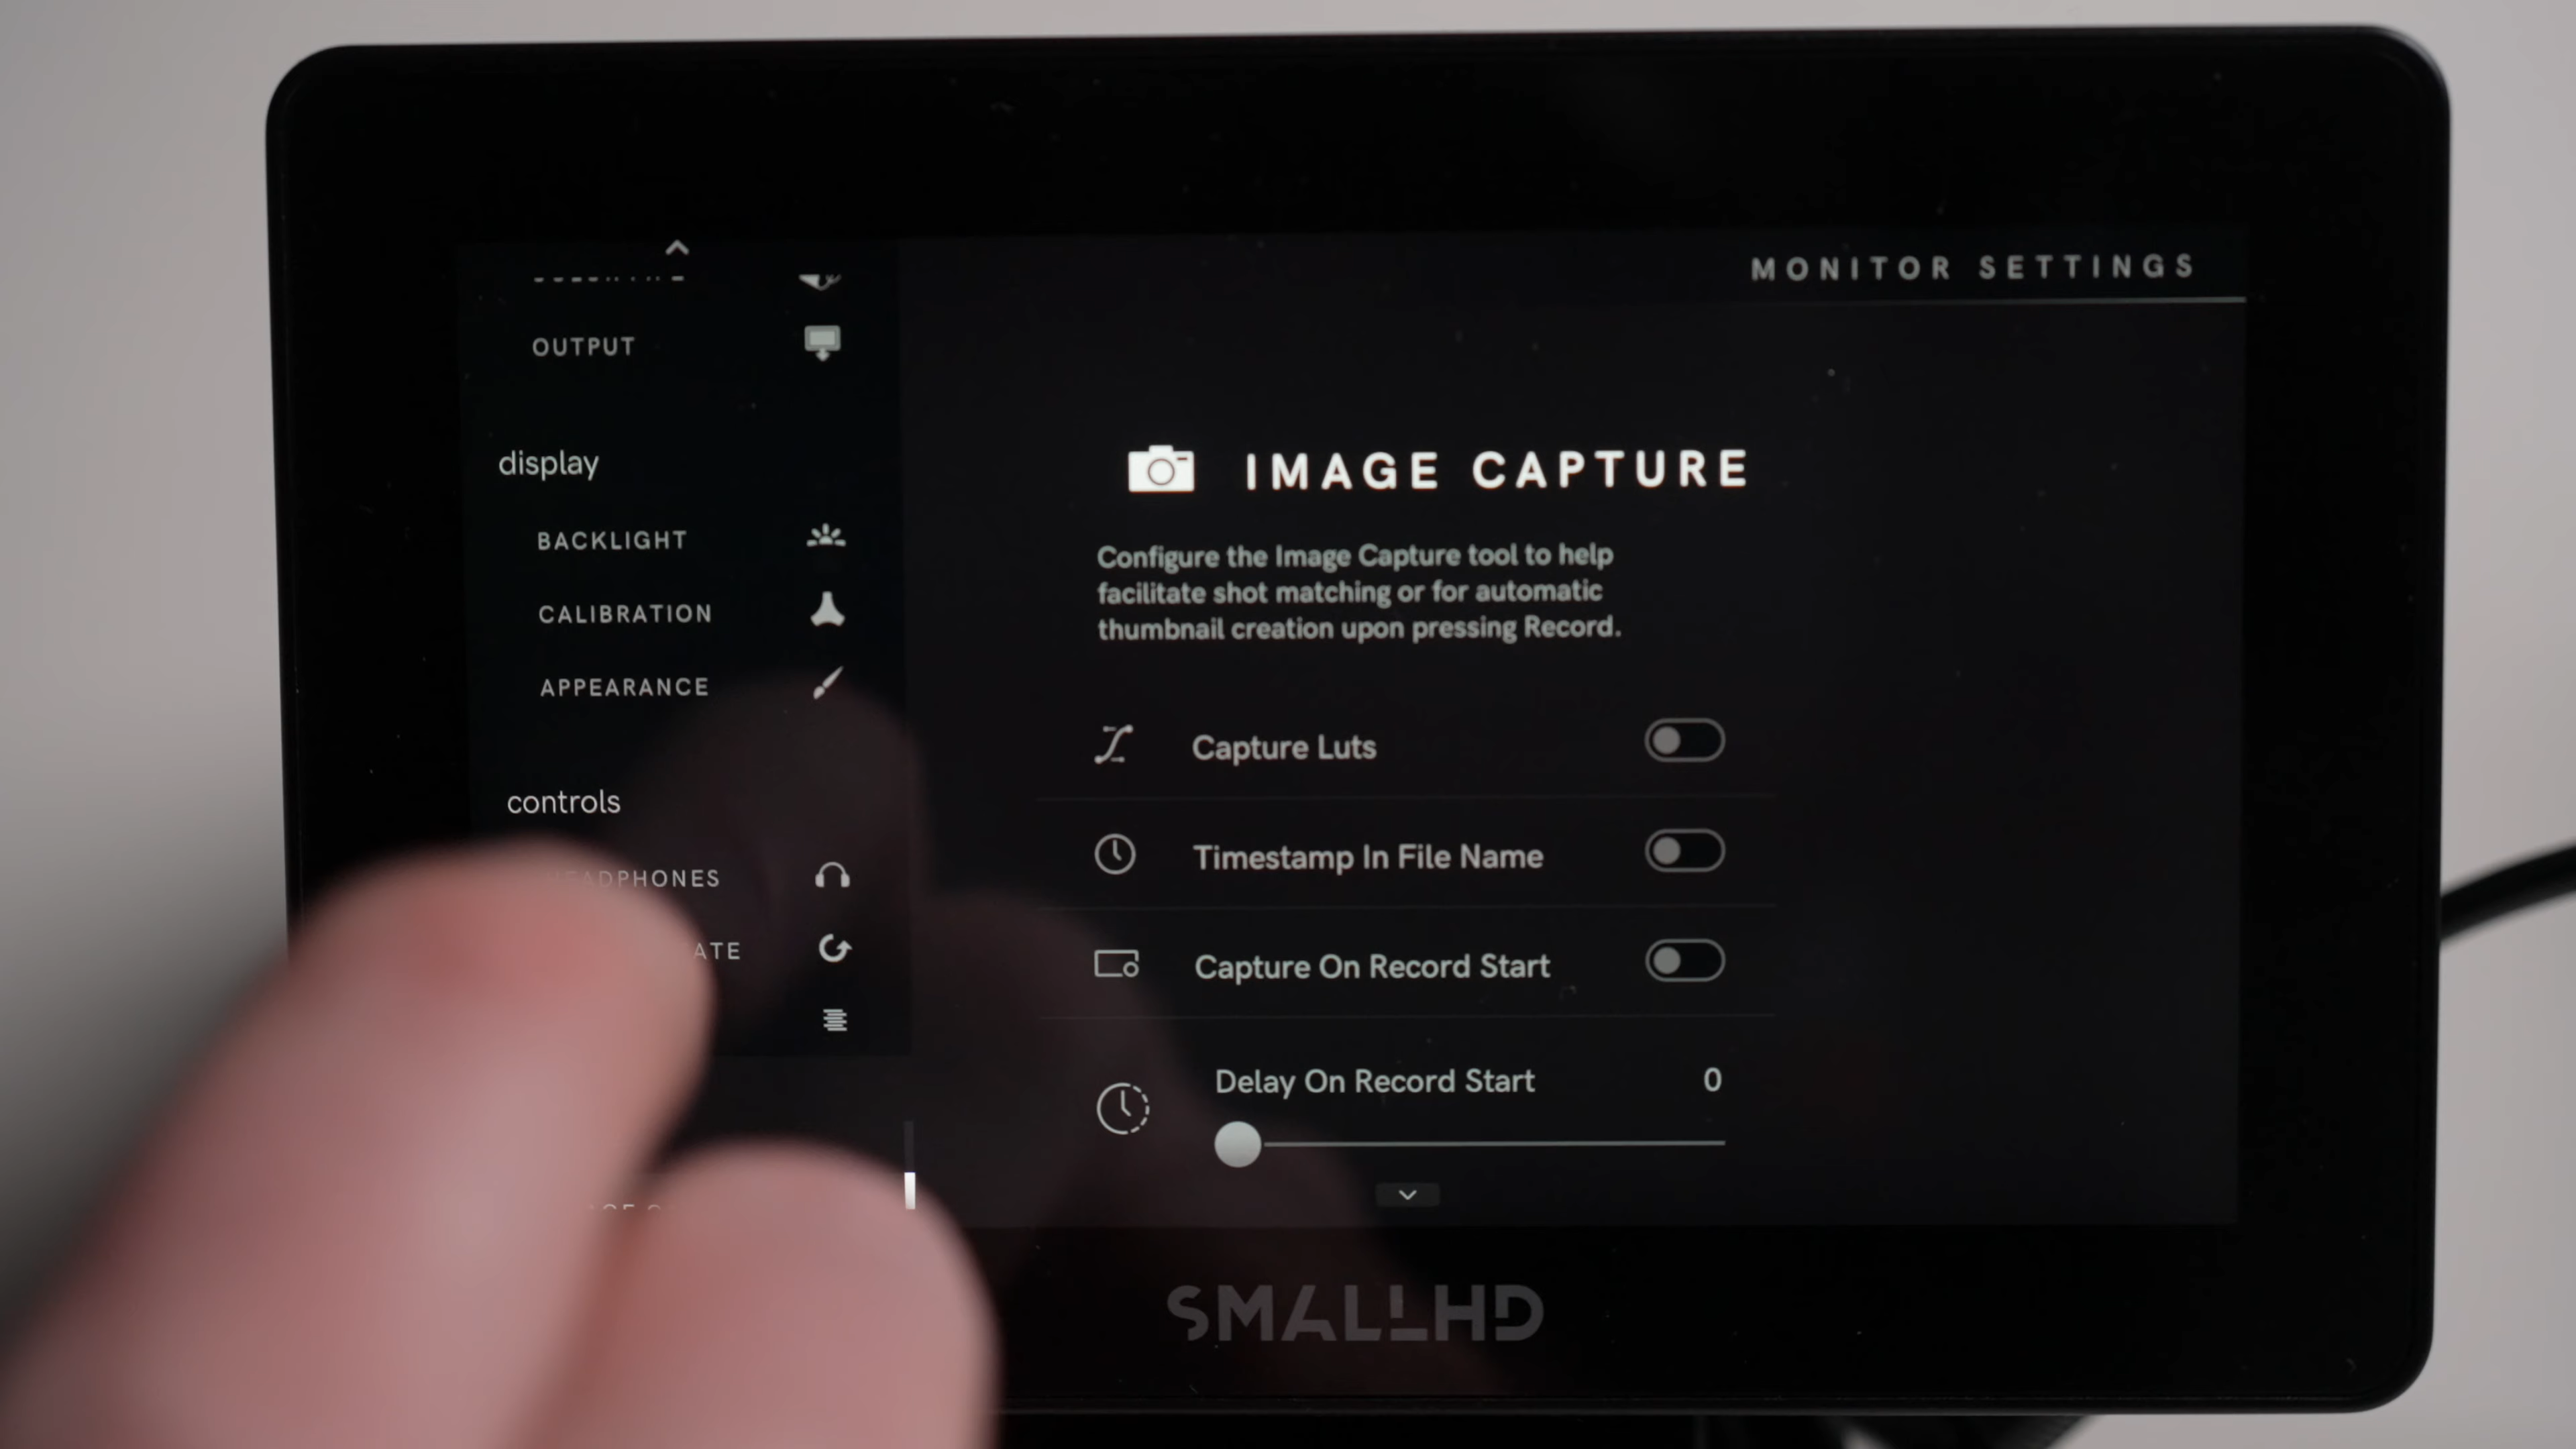 MONITOR SETTINGS
OUTPUT
display
BACKLIGHT
CALIBRATION
APPEARANCE
controls
HEADPHONES
IMAGE CAPTURE
Configure the Image Capture tool to help
facilitate shot matching or for automatic
thumbnail creation upon pressing Record.
Capture Luts
Timestamp In File Name
Capture On Record Start
Delay On Record Start 0
SMALLHD